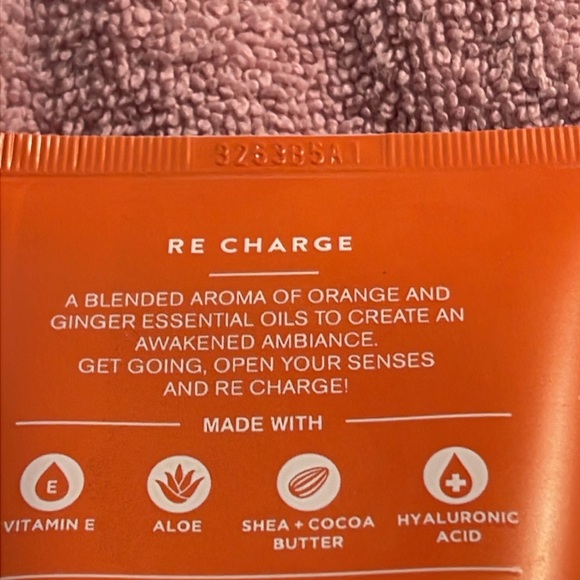 RE CHARGE
A BLENDED AROMA OF ORANGE AND
GINGER ESSENTIAL OILS TO CREATE AN
AWAKENED AMBIANCE.
GET GOING, OPEN YOUR SENSES
AND RE CHARGE!
MADE WITH
E
VITAMIN E
ALOE
SHEA + COCOA
BUTTER
HYALURONIC
ACID